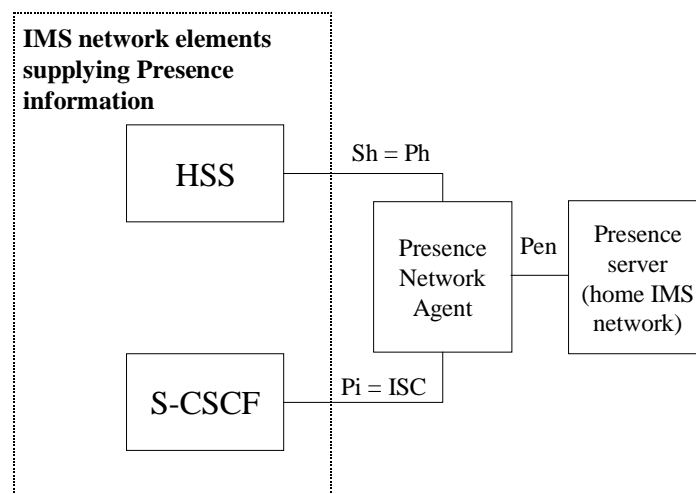 IMS network elements
supplying Presence
information
HSS
Sh = Ph
Presence
Network
Agent
Pen
Presence
server
(home IMS
network)
S-CSCF
Pi = ISC